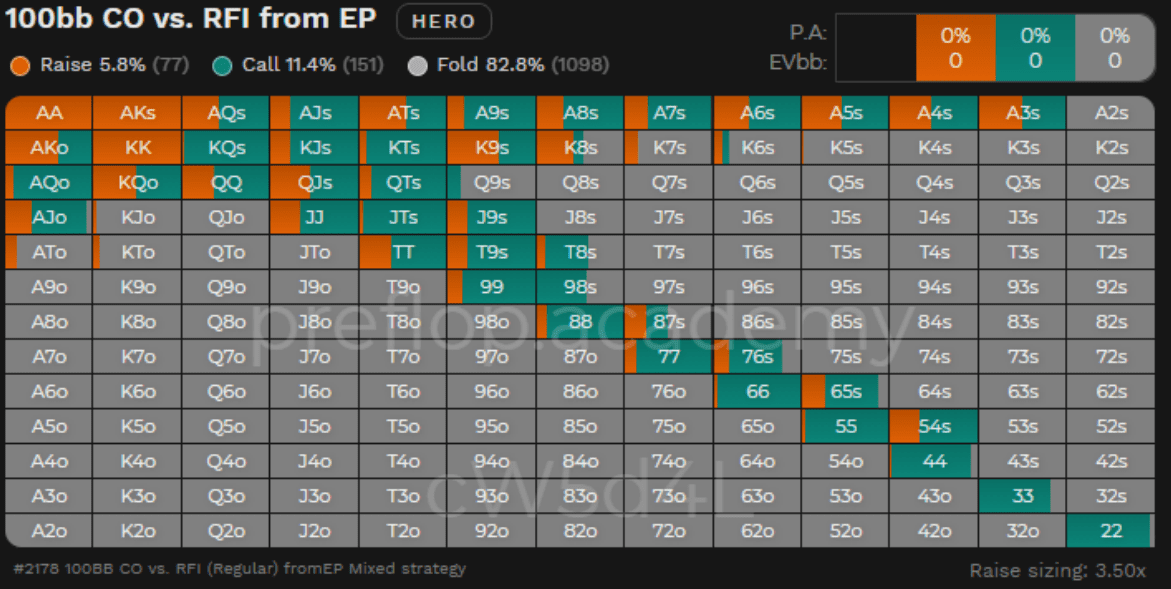 100bb CO vs. RFI from EP HERO
P.A: 0% 0% 0%
Raise 5.8% (77) Call 11.4% (151) Fold 82.8% (1098)
EVbb: 0 0 0
AA AKs AQs AJs ATs A9s A8s A7s A6s A5s A4s A3s A2s
AKo KK KQs KJs KTs K9s K8s K7s K6s K5s K4s K3s K2s
AQo KQo QQ QJs QTs Q9s Q8s Q7s Q6s Q5s Q4s Q3s Q2s
AJo KJo QJo JJ JTs J9s J8s J7s J6s J5s J4s J3s J2s
ATo KTo QTo JTo TT T9s T8s T7s T6s T5s T4s T3s T2s
A9o K9o Q9o J9o T9o 99 98s 97s 96s 95s 94s 93s 92s
A8o K8o Q8o J8o T8o 98o 88 87s 86s 85s 84s 83s 82s
preflop.academy
A7o K7o Q7o J7o T7o 97o 87o 77 76s 75s 74s 73s 72s
A6o K6o Q6o J6o T6o 96o 86o 76o 66 65s 64s 63s 62s
A5o K5o Q5o J5o T5o 95o 85o 75o 65o 55 54s 53s 52s
A4o K4o Q4o J4o T4o 94o 84o 74o 64o 54o 44 43s 42s
cW5d4L
A3o K3o Q3o J3o T3o 93o 83o 73o 63o 53o 43o 33 32s
A2o K2o Q2o J2o T2o 92o 82o 72o 62o 52o 42o 32o 22
#2178 100BB CO vs. RFI (Regular) fromEP Mixed strategy
Raise sizing: 3.50x